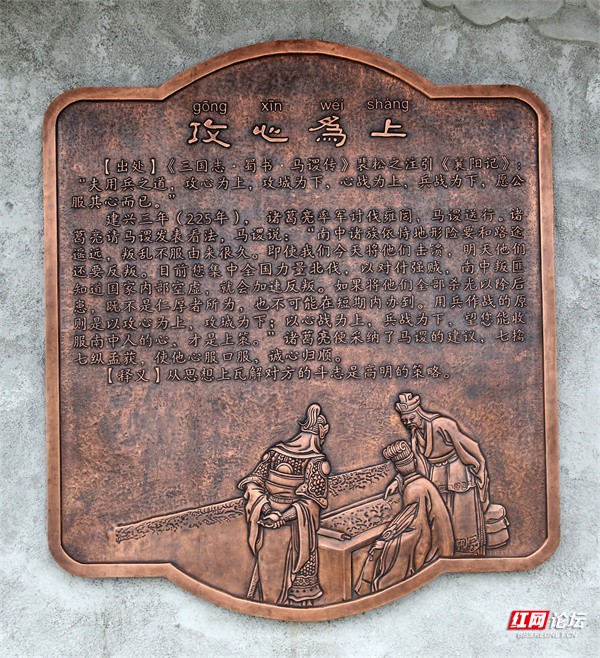 gōng xīn wéi shàng
攻心為上
【出处】《三国志·蜀书·马谡传》裴松之注引《襄阳记》：
“夫用兵之道，攻心为上，攻城为下，心战为上，兵战为下，愿公
服其心而已。”
建兴三年（225年），诸葛亮率军讨伐雍闿，马谡送行。诸
葛亮请马谡发表看法，马谡说：“南中诸族依恃地形险要和路途
遥远，叛乱不服由来很久。即使我们今天将他们击溃，明天他们
还要反叛。目前您集中全国力量北伐，以对付强贼，南中叛匪
知道国家内部空虚，就会加速反叛。如果将他们全部杀光以除后
患，既不是仁厚者所为，也不可能在短期内办到。用兵作战的原
则是以攻心为上，攻城为下；以心战为上，兵战为下，望您能收
服南中人的心，才是上策。”诸葛亮便采纳了马谡的建议，七擒
七纵孟获，使他心服口服，诚心归顺。
【释义】从思想上瓦解对方的斗志是高明的策略。
红网论坛
BBS.REDNET.CN